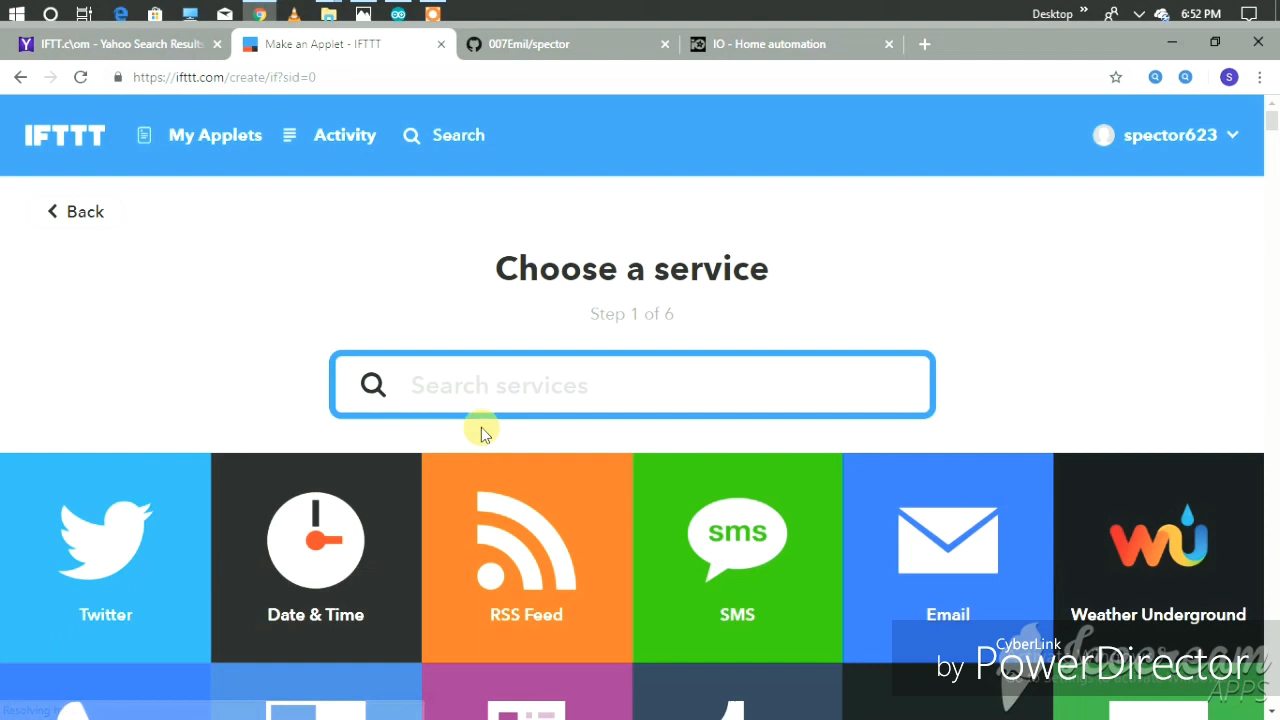 Desktop » 6:52 PM
IFTT.c\om - Yahoo Search Results
Make an Applet - IFTTT
007Emil/spector
IO - Home automation
https://ifttt.com/create/if?sid=0
S
IFTTT
My Applets
Activity
Search
spector623
Back
Choose a service
Step 1 of 6
Search services
sms
Twitter
Date & Time
RSS Feed
SMS
Email
Weather Underground
CyberLink
by PowerDirector
APPS